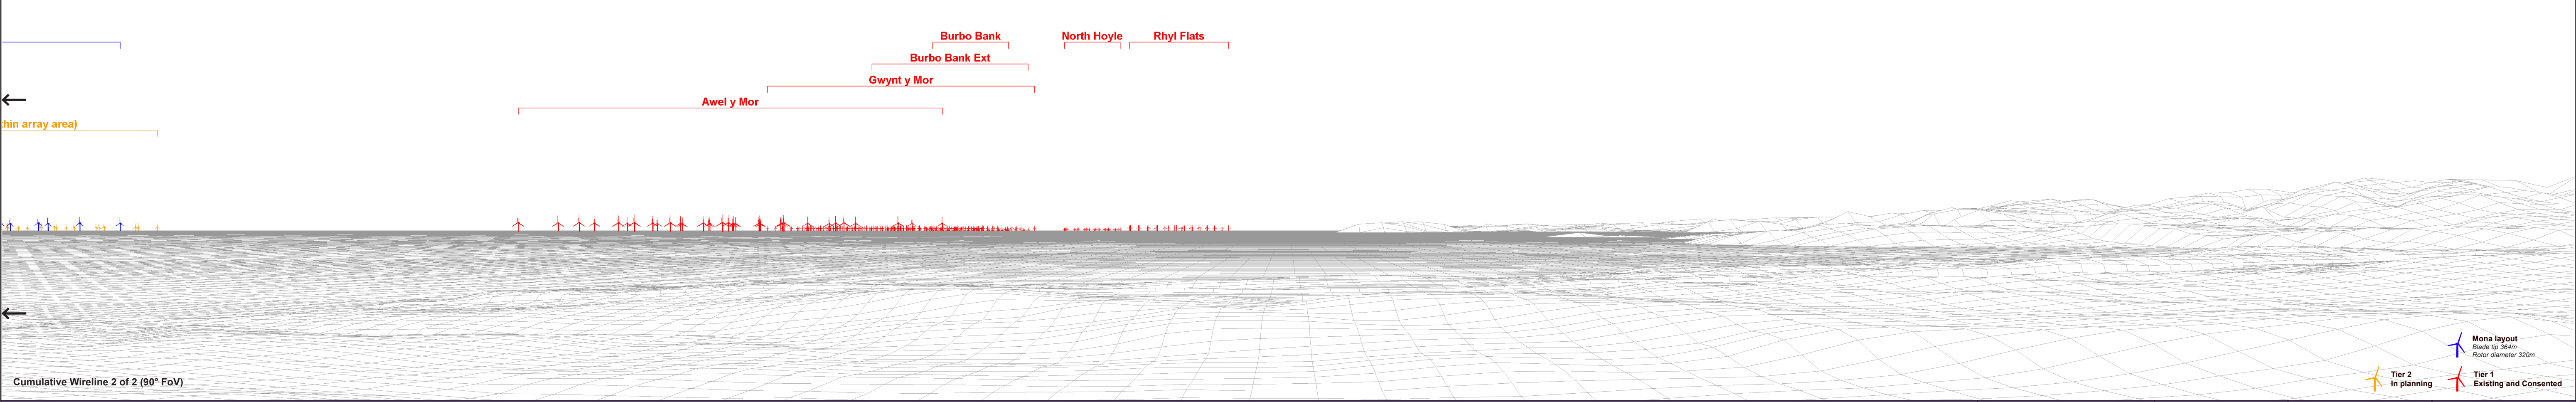 Burbo Bank
North Hoyle
Rhyl Flats
Burbo Bank Ext
Gwynt y Mor
Awel y Mor
thin array area)
Mona layout
Blade tip 364m
Rotor diameter 320m
Tier 2
In planning
Tier 1
Existing and Consented
Cumulative Wireline 2 of 2 (90° FoV)